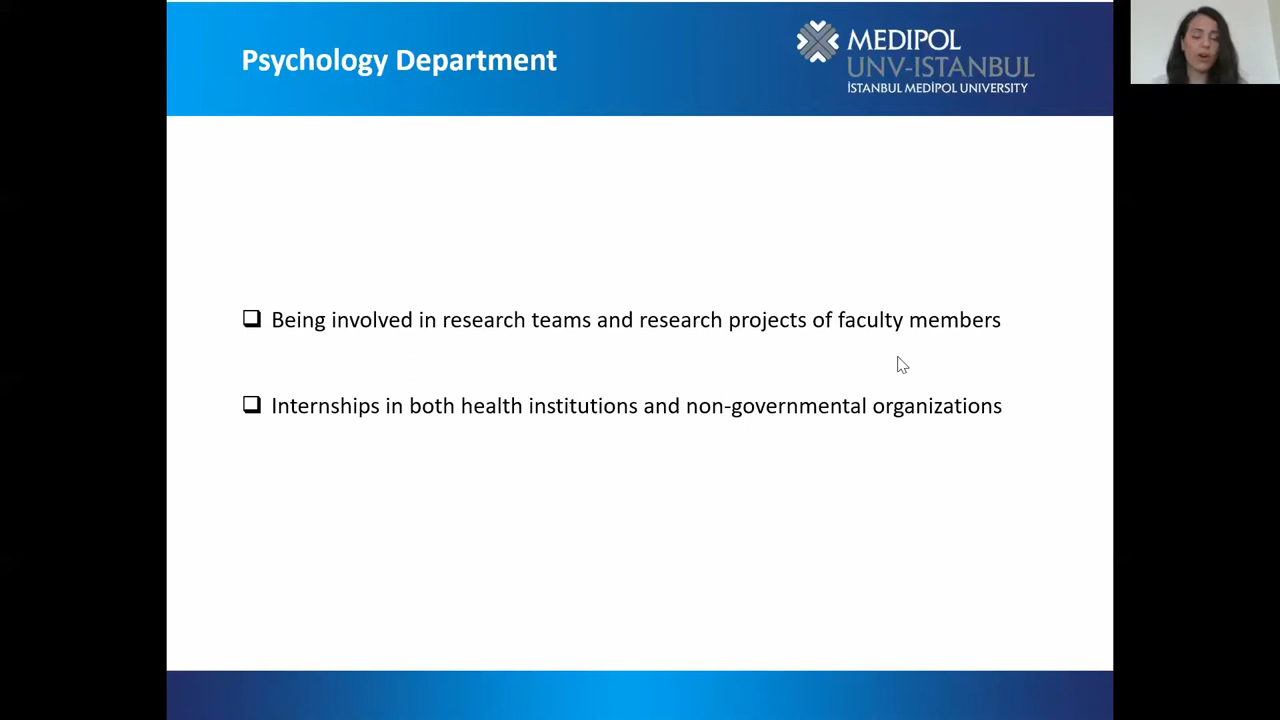 Psychology Department
MEDIPOL
UNV-ISTANBUL
İSTANBUL MEDİPOL UNIVERSITY
Being involved in research teams and research projects of faculty members
Internships in both health institutions and non-governmental organizations